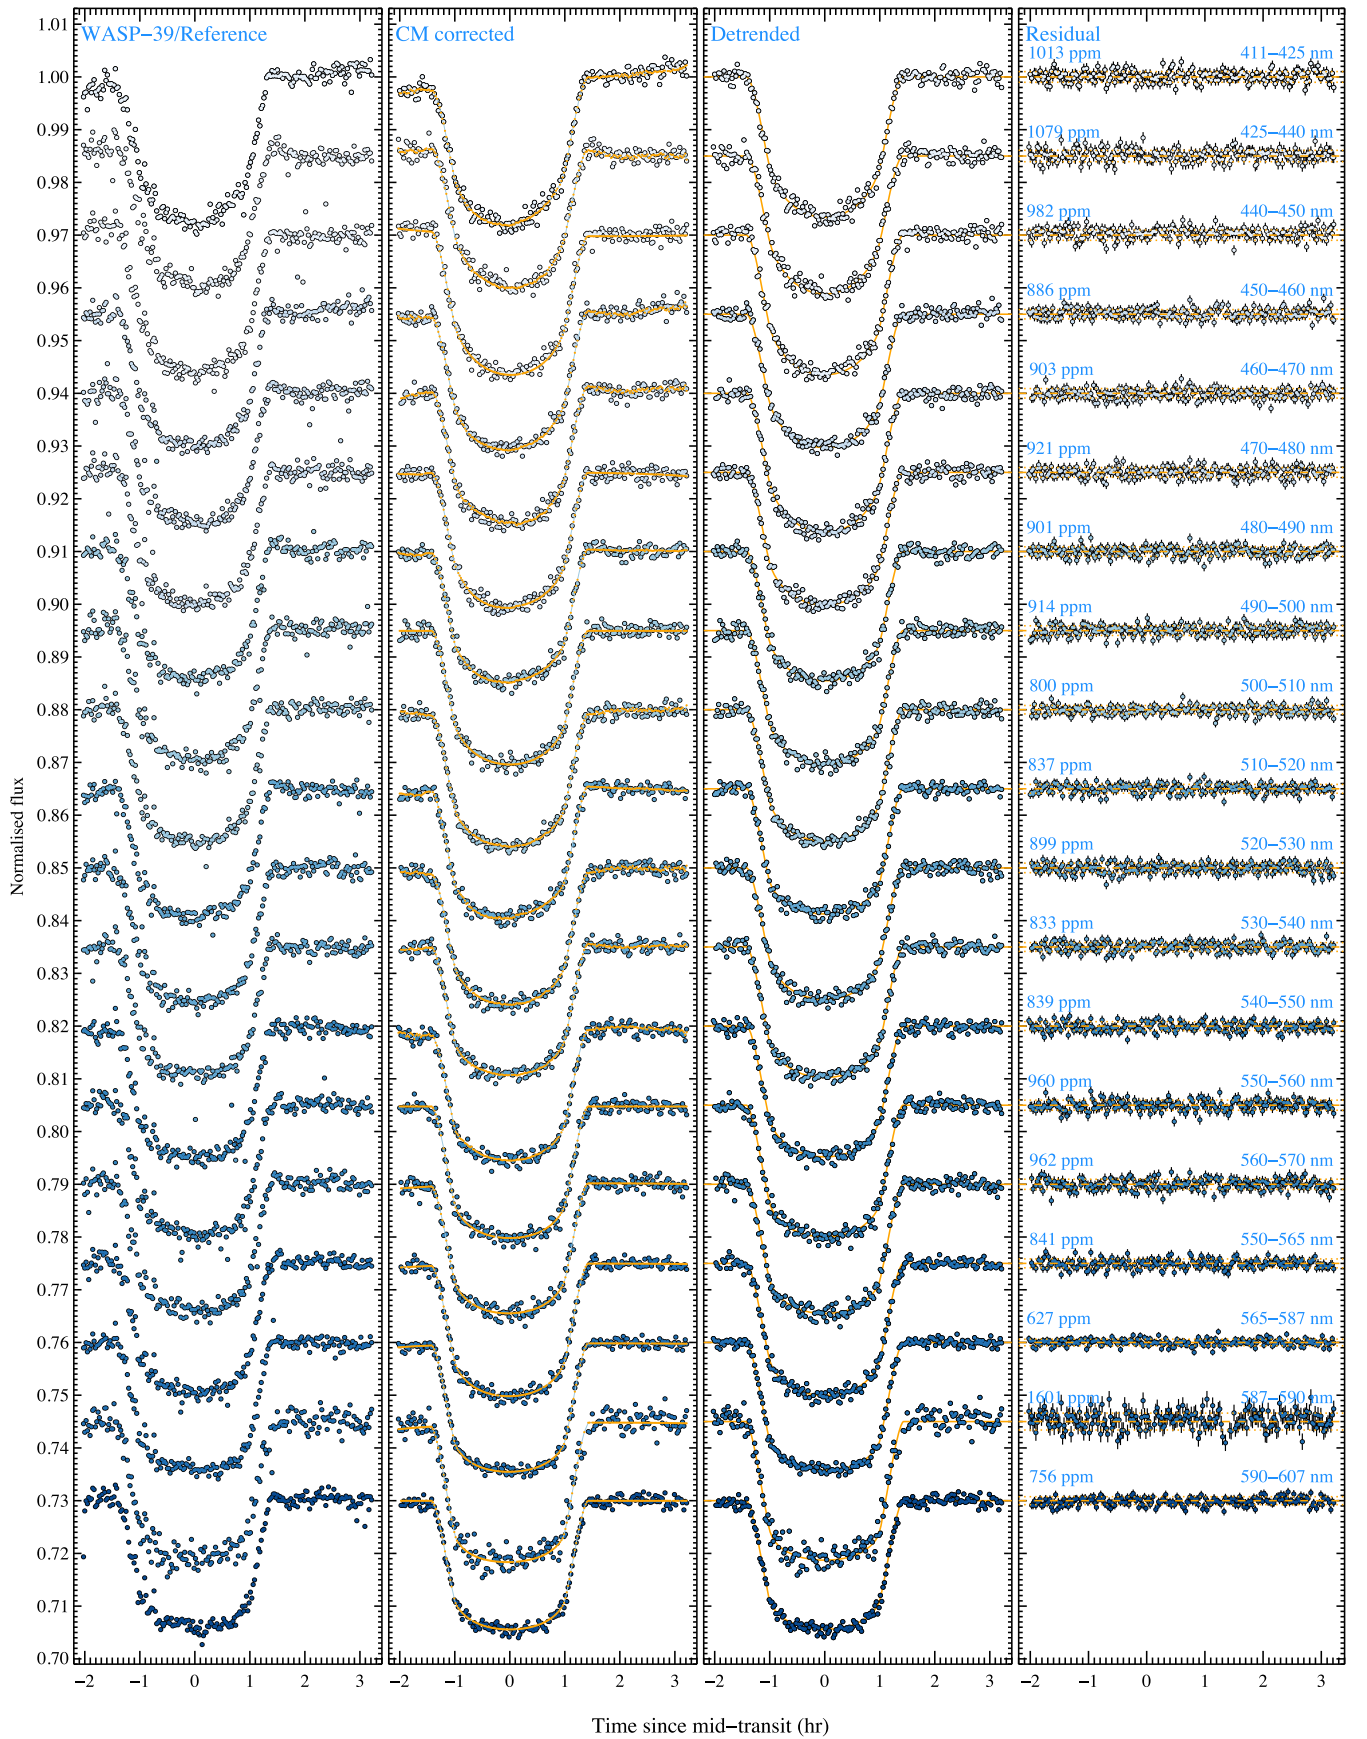 WASP−39/Reference CM corrected Detrended Residual
1013 ppm 411−425 nm
1079 ppm 425−440 nm
982 ppm 440−450 nm
886 ppm 450−460 nm
903 ppm 460−470 nm
921 ppm 470−480 nm
901 ppm 480−490 nm
914 ppm 490−500 nm
800 ppm 500−510 nm
837 ppm 510−520 nm
899 ppm 520−530 nm
833 ppm 530−540 nm
839 ppm 540−550 nm
960 ppm 550−560 nm
962 ppm 560−570 nm
841 ppm 550−565 nm
627 ppm 565−587 nm
1601 ppm 587−590 nm
756 ppm 590−607 nm
Normalised flux
1.01
1.00
0.99
0.98
0.97
0.96
0.95
0.94
0.93
0.92
0.91
0.90
0.89
0.88
0.87
0.86
0.85
0.84
0.83
0.82
0.81
0.80
0.79
0.78
0.77
0.76
0.75
0.74
0.73
0.72
0.71
0.70
−2 −1 0 1 2 3 −2 −1 0 1 2 3 −2 −1 0 1 2 3 −2 −1 0 1 2 3
Time since mid−transit (hr)